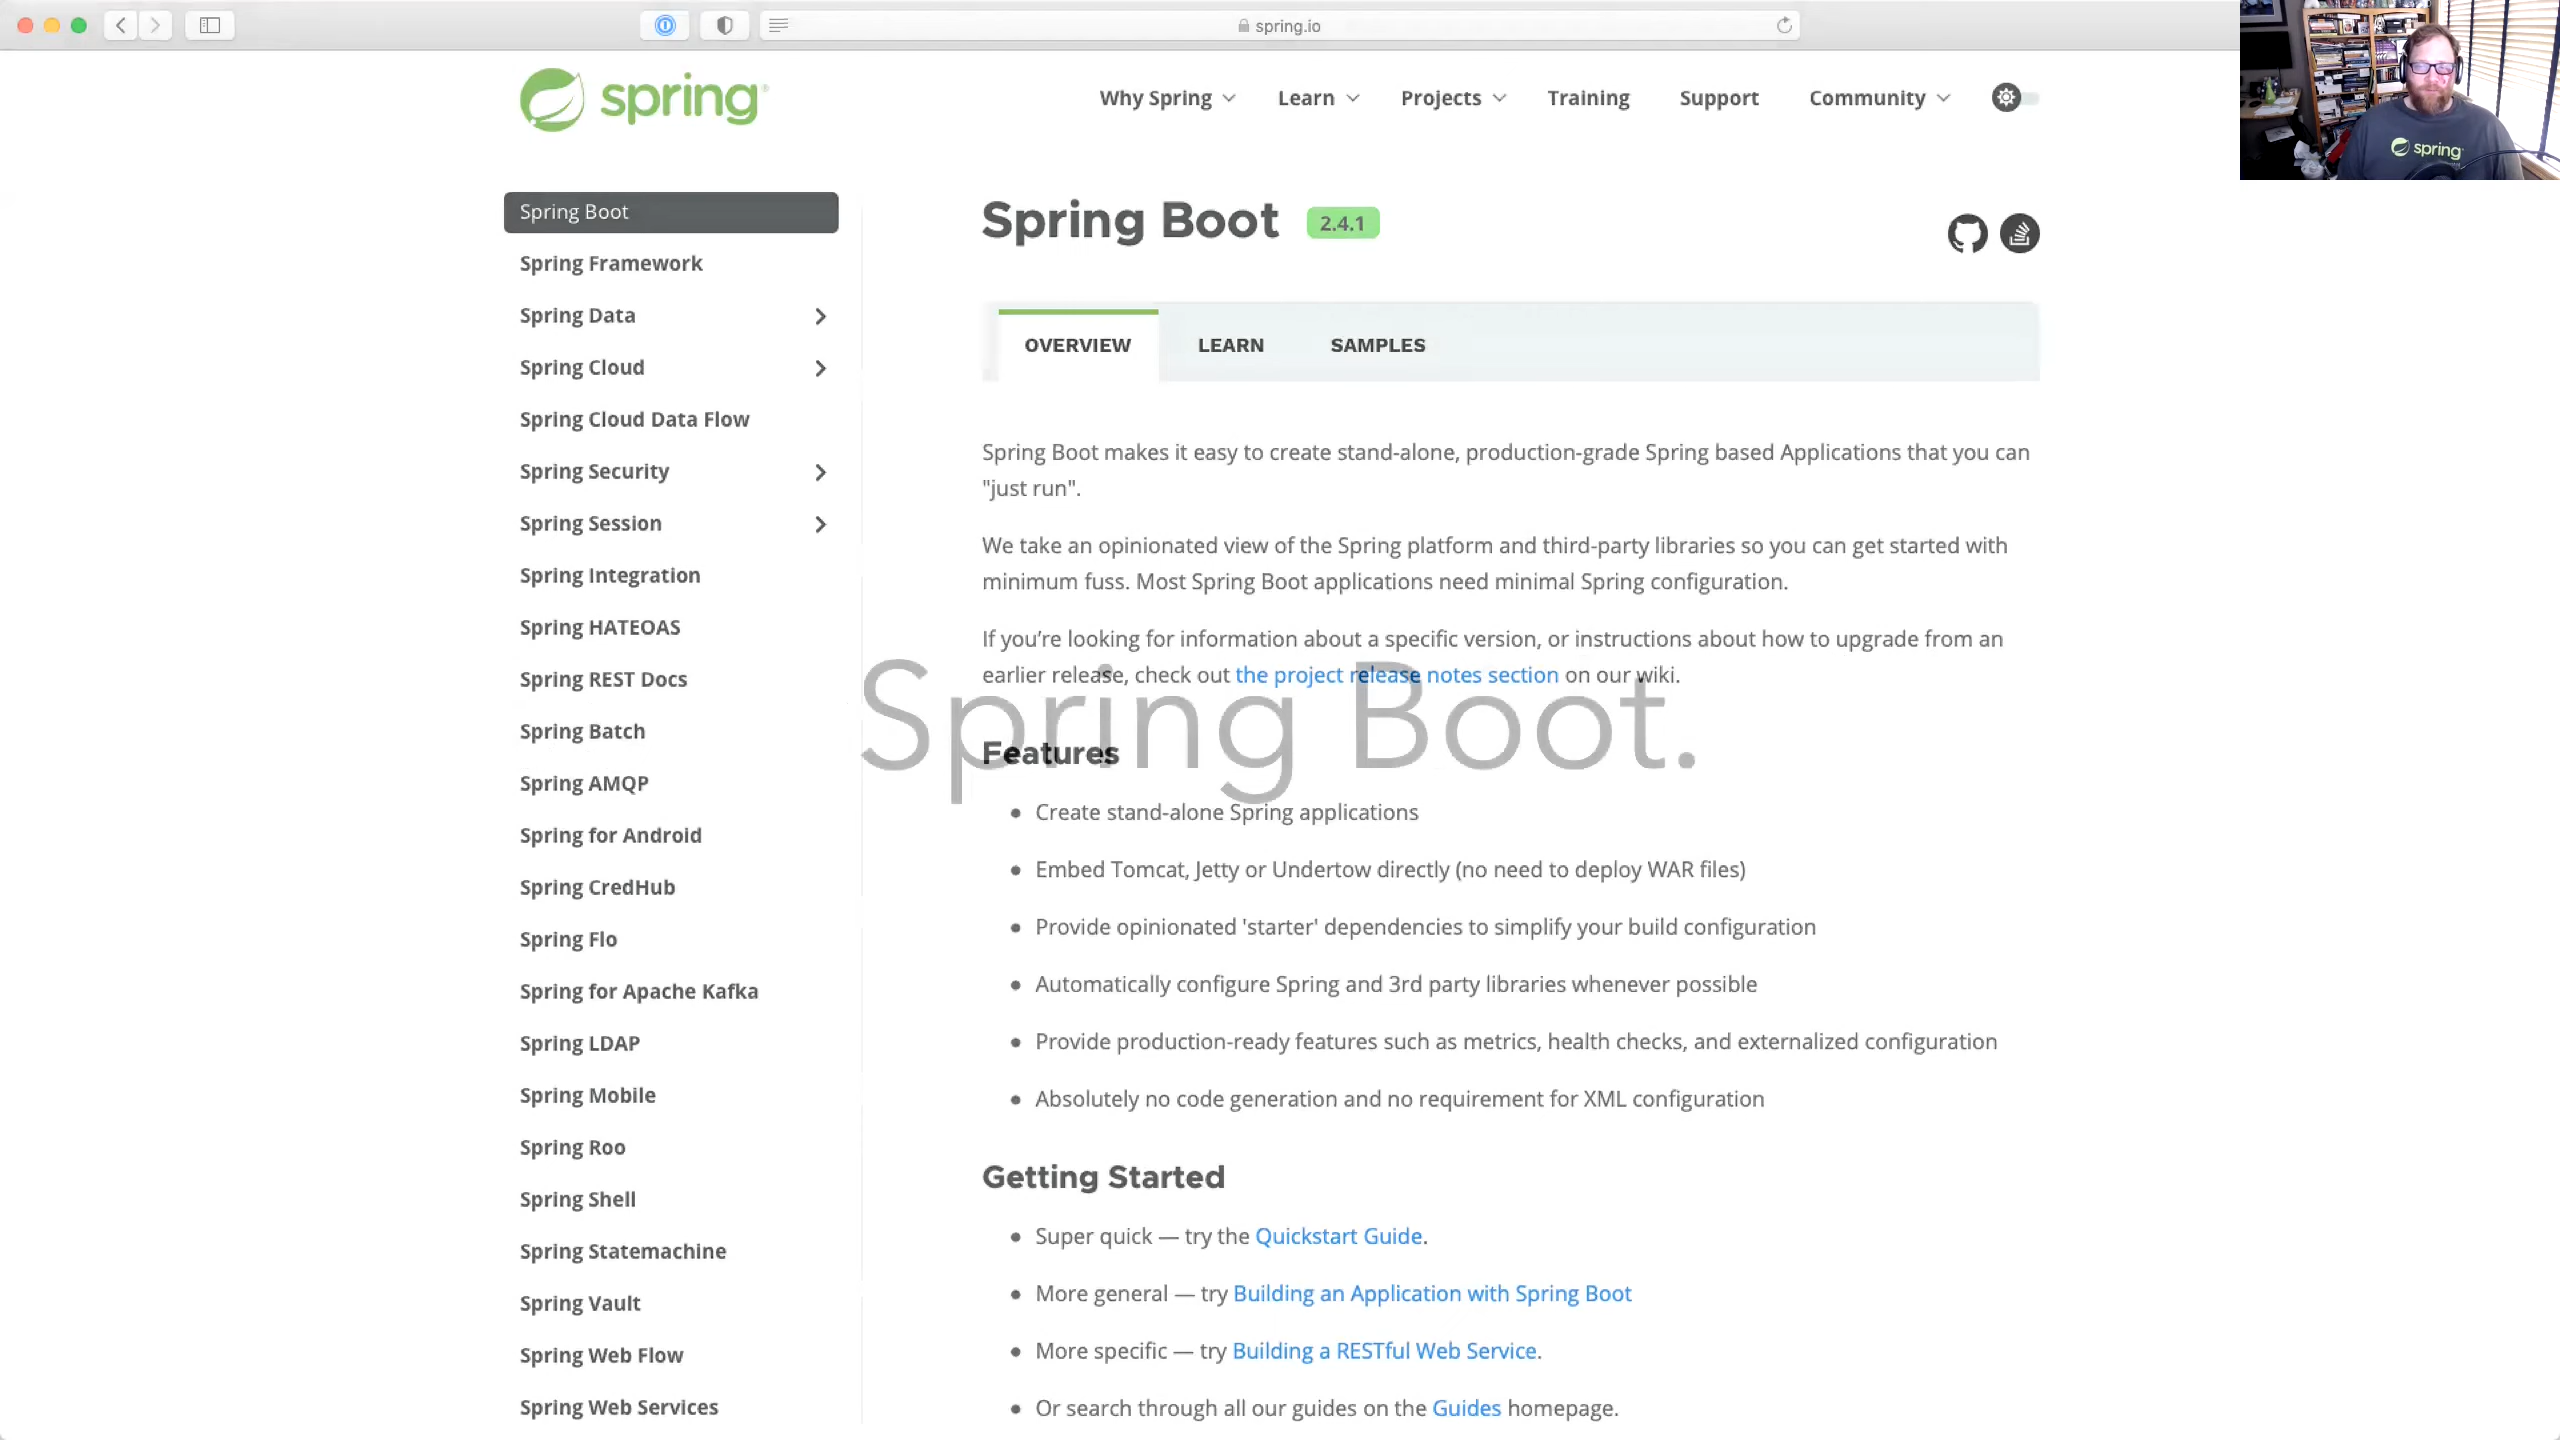 spring.io
spring
Why Spring
Learn
Projects
Training
Support
Community
spring
Spring Boot
Spring Framework
Spring Data
Spring Cloud
Spring Cloud Data Flow
Spring Security
Spring Session
Spring Integration
Spring HATEOAS
Spring REST Docs
Spring Batch
Spring AMQP
Spring for Android
Spring CredHub
Spring Flo
Spring for Apache Kafka
Spring LDAP
Spring Mobile
Spring Roo
Spring Shell
Spring Statemachine
Spring Vault
Spring Web Flow
Spring Web Services
Spring Boot 2.4.1
OVERVIEW
LEARN
SAMPLES
Spring Boot makes it easy to create stand-alone, production-grade Spring based Applications that you can
"just run".
We take an opinionated view of the Spring platform and third-party libraries so you can get started with
minimum fuss. Most Spring Boot applications need minimal Spring configuration.
If you’re looking for information about a specific version, or instructions about how to upgrade from an
earlier release, check out the project release notes section on our wiki.
Spring Boot.
Features
Create stand-alone Spring applications
Embed Tomcat, Jetty or Undertow directly (no need to deploy WAR files)
Provide opinionated 'starter' dependencies to simplify your build configuration
Automatically configure Spring and 3rd party libraries whenever possible
Provide production-ready features such as metrics, health checks, and externalized configuration
Absolutely no code generation and no requirement for XML configuration
Getting Started
Super quick — try the Quickstart Guide.
More general — try Building an Application with Spring Boot
More specific — try Building a RESTful Web Service.
Or search through all our guides on the Guides homepage.